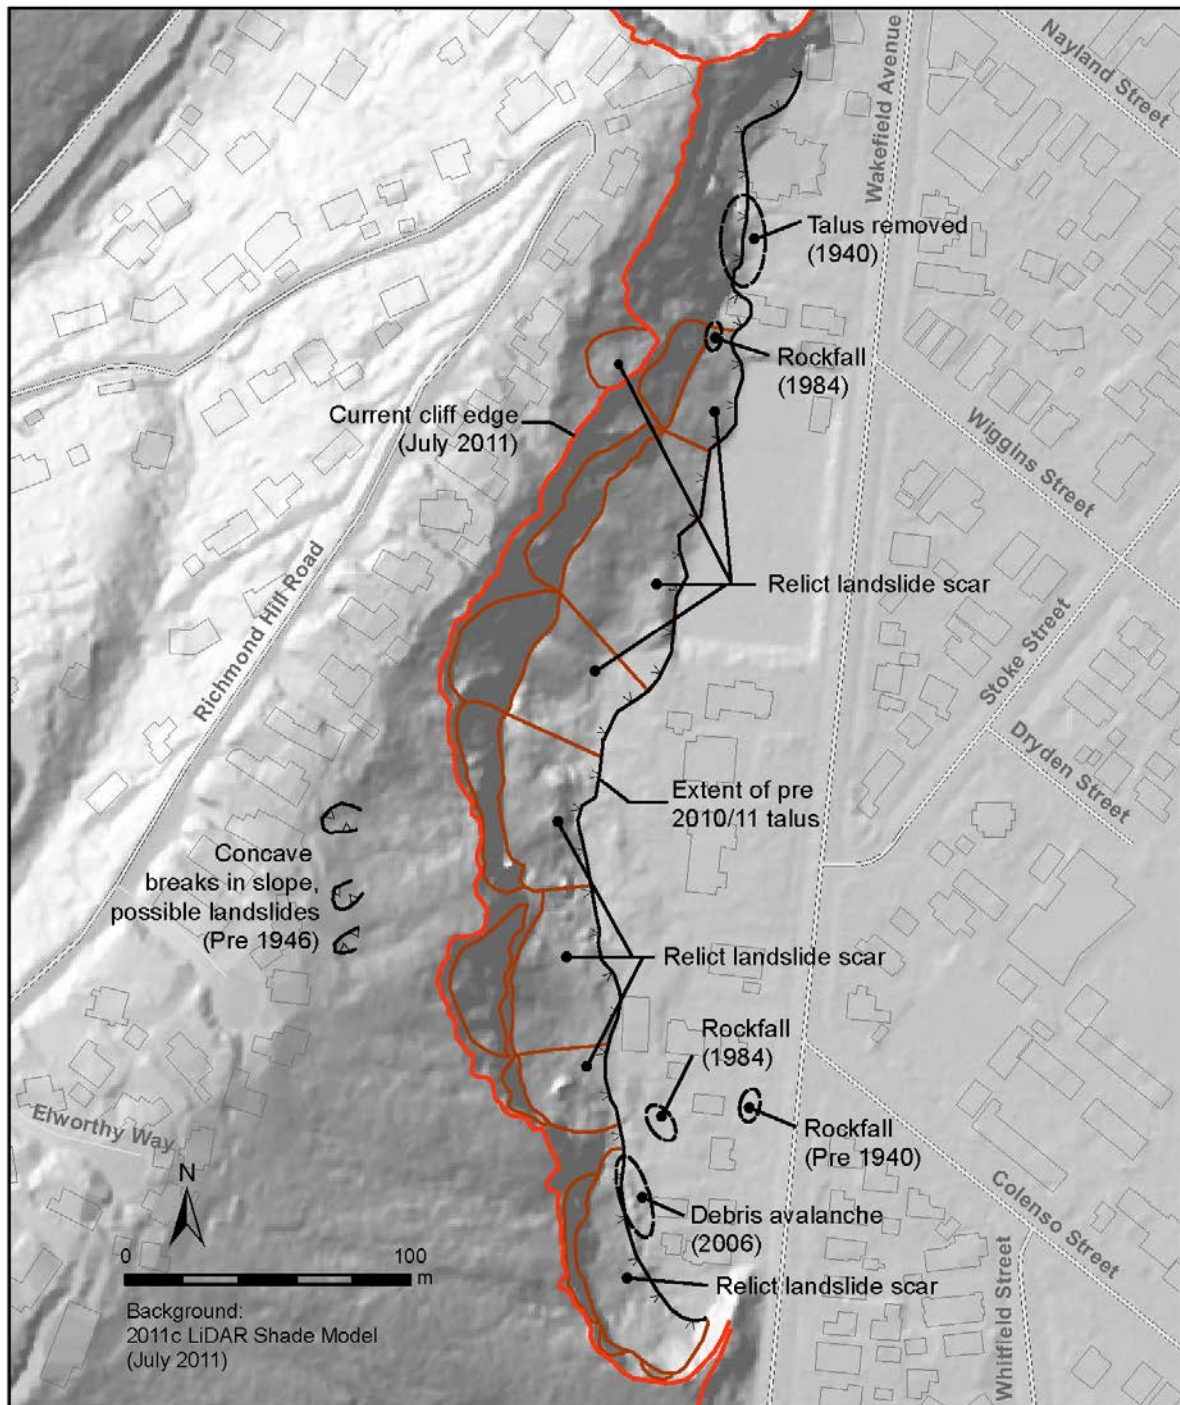 Nayland Street
Wakefield Avenue
Talus removed
(1940)
Rockfall
(1984)
Current cliff edge
(July 2011)
Wiggins Street
Richmond Hill Road
Relict landslide scar
Stoke Street
Dryden Street
Extent of pre
2010/11 talus
Concave
breaks in slope,
possible landslides
(Pre 1946)
Relict landslide scar
Rockfall
(1984)
Elworthy Way
Rockfall
(Pre 1940)
N
Colenso Street
Debris avalanche
(2006)
0 100
m
Relict landslide scar
Background:
2011c LiDAR Shade Model
(July 2011)
Whitfield Street